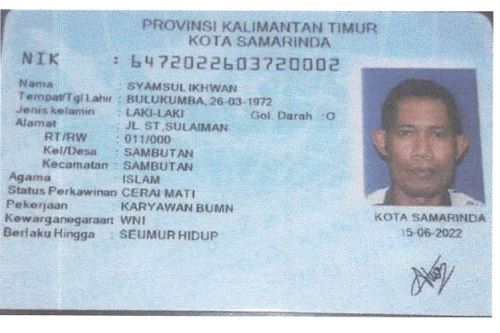 PROVINSI KALIMANTAN TIMUR
KOTA SAMARINDA
NIK : 6472022603720002
Nama : SYAMSUL IKHWAN
Tempat/Tgl Lahir : BULUKUMBA, 26-03-1972
Jenis kelamin : LAKI-LAKI Gol. Darah :O
Alamat : JL. ST,SULAIMAN
RT/RW : 011/000
Kel/Desa : SAMBUTAN
Kecamatan : SAMBUTAN
Agama : ISLAM
Status Perkawinan CERAI MATI
Pekerjaan : KARYAWAN BUMN
Kewarganegaraan WNI
Berlaku Hingga : SEUMUR HIDUP
KOTA SAMARINDA
15-06-2022